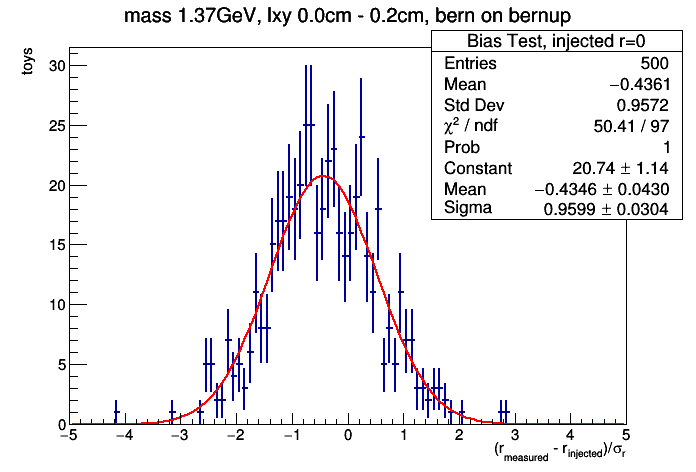 mass 1.37GeV, lxy 0.0cm - 0.2cm, bern on bernup
Bias Test, injected r=0
Entries 500
Mean −0.4361
Std Dev 0.9572
χ² / ndf 50.41 / 97
Prob 1
Constant 20.74 ± 1.14
Mean −0.4346 ± 0.0430
Sigma 0.9599 ± 0.0304
toys
30
25
20
15
10
5
0
−5 −4 −3 −2 −1 0 1 2 3 4 5
(r_measured - r_injected)/σ_r